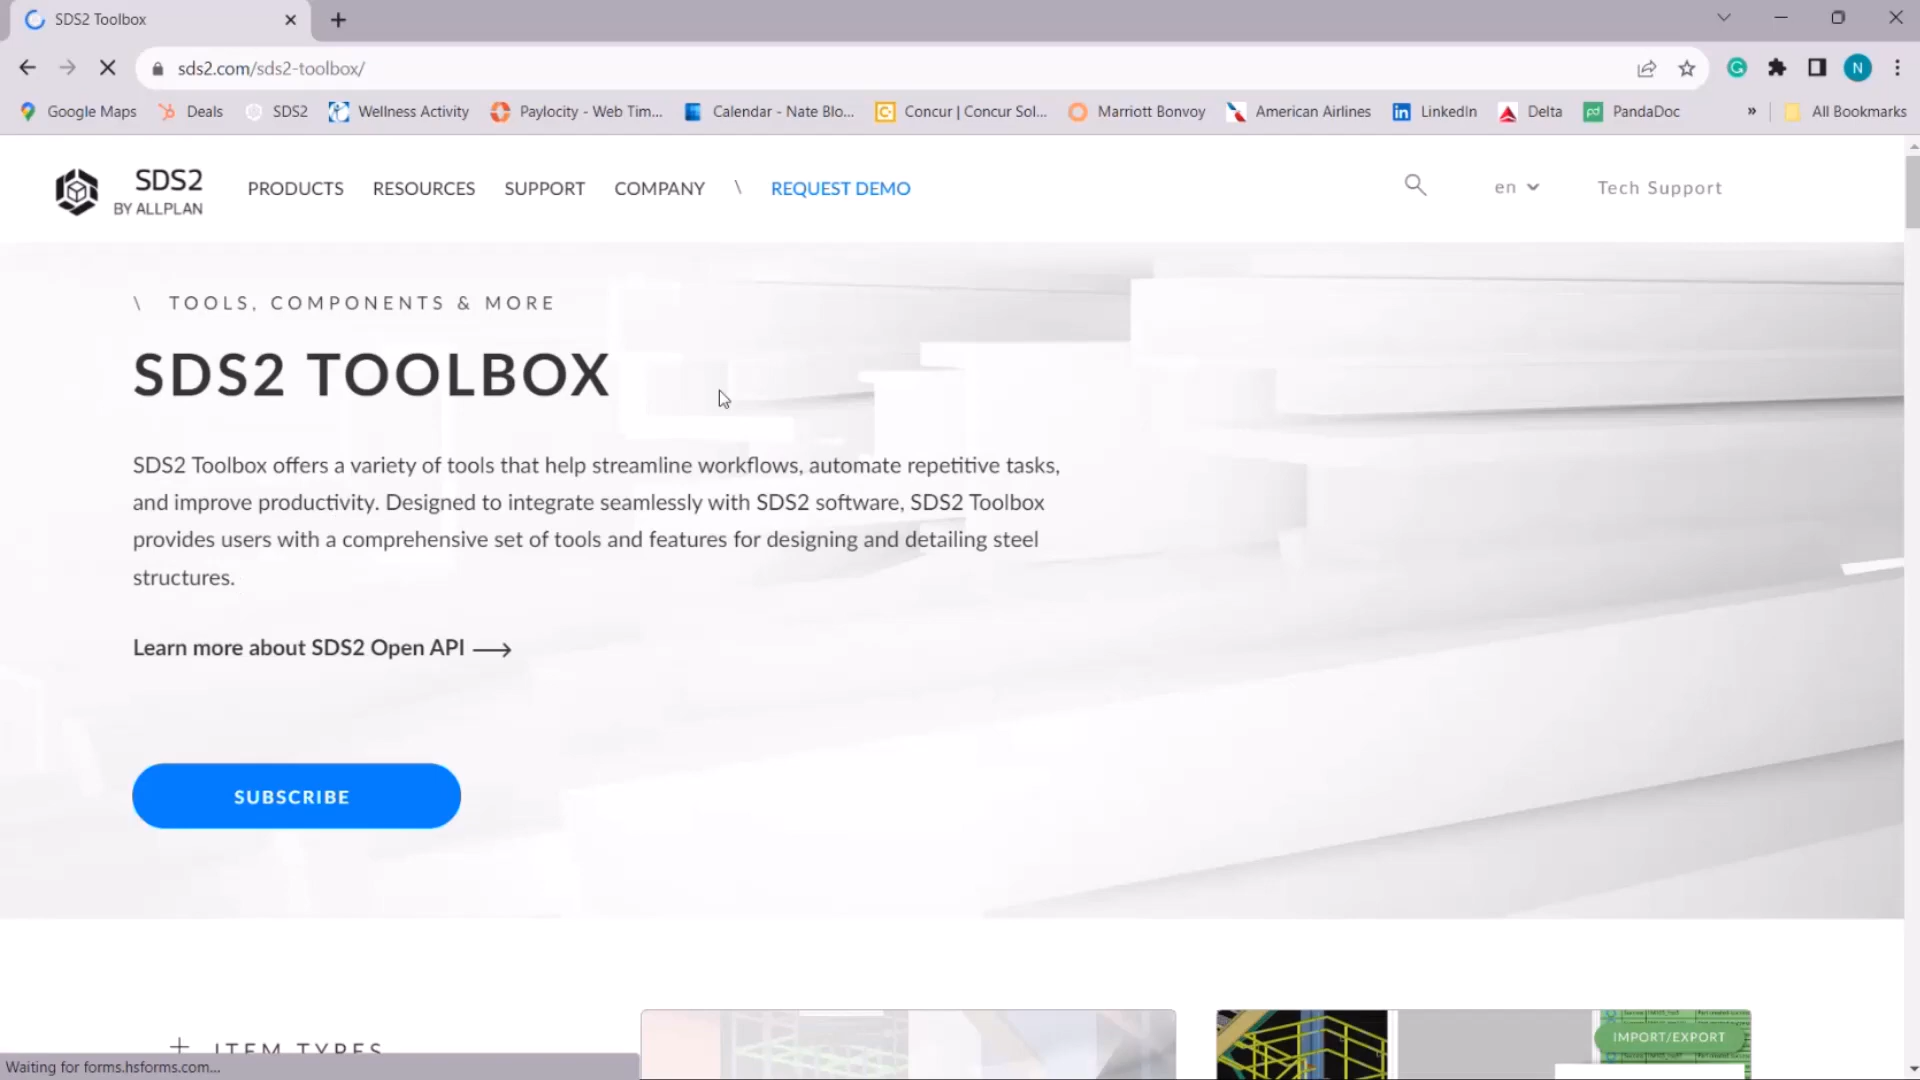 SDS2 Toolbox
sds2.com/sds2-toolbox/
N
Google Maps
Deals
SDS2
Wellness Activity
Paylocity - Web Tim...
Calendar - Nate Blo...
Concur | Concur Sol...
Marriott Bonvoy
American Airlines
LinkedIn
Delta
PandaDoc
»
All Bookmarks
SDS2
BY ALLPLAN
PRODUCTS
RESOURCES
SUPPORT
COMPANY
\
REQUEST DEMO
en
Tech Support
\ TOOLS, COMPONENTS & MORE
SDS2 TOOLBOX
SDS2 Toolbox offers a variety of tools that help streamline workflows, automate repetitive tasks,
and improve productivity. Designed to integrate seamlessly with SDS2 software, SDS2 Toolbox
provides users with a comprehensive set of tools and features for designing and detailing steel
structures.
Learn more about SDS2 Open API
SUBSCRIBE
+ ITEM TYPES
IMPORT/EXPORT
Waiting for forms.hsforms.com...